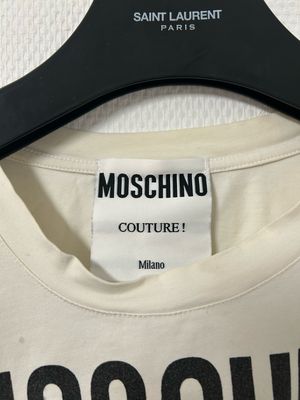 SAINT LAURENT
PARIS
MOSCHINO
COUTURE !
Milano